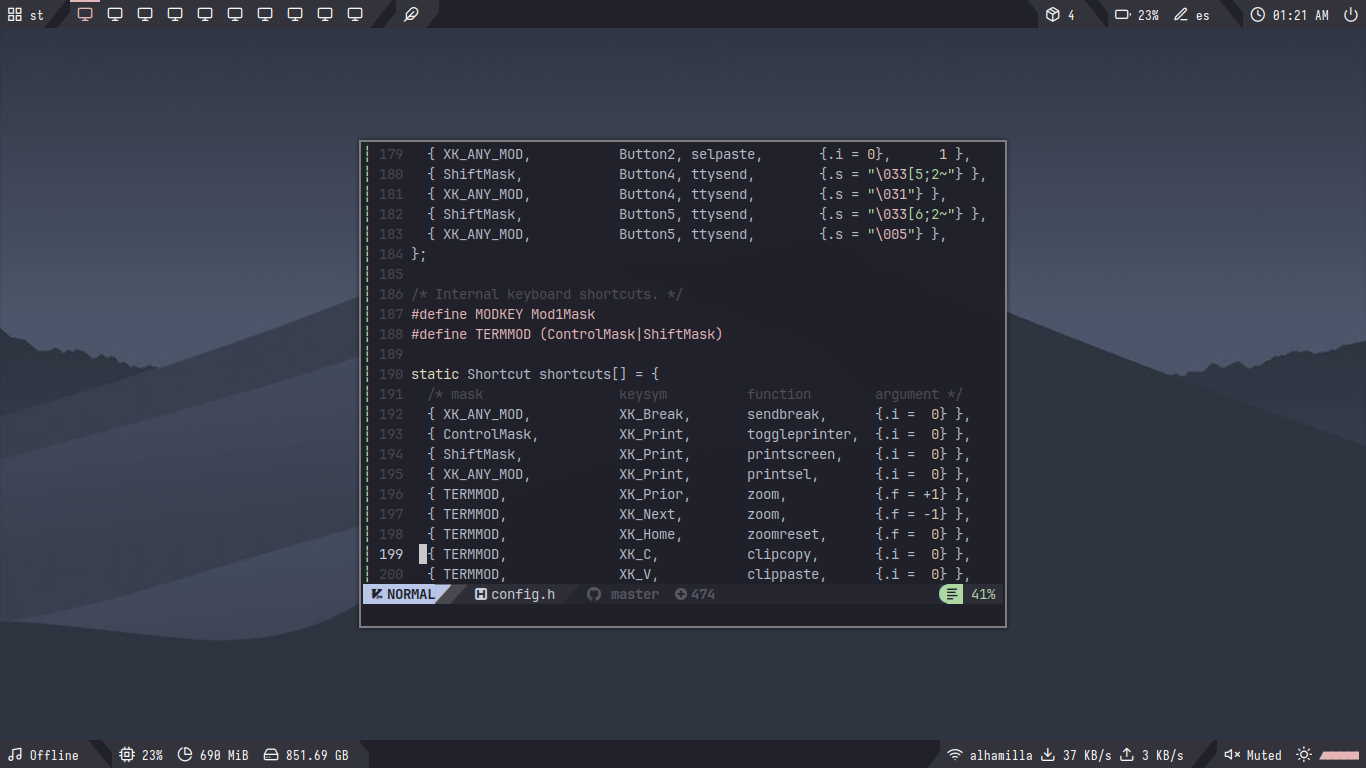 st 4 23% es 01:21 AM
179 { XK_ANY_MOD, Button2, selpaste, {.i = 0}, 1 },
180 { ShiftMask, Button4, ttysend, {.s = "\033[5;2~"} },
181 { XK_ANY_MOD, Button4, ttysend, {.s = "\031"} },
182 { ShiftMask, Button5, ttysend, {.s = "\033[6;2~"} },
183 { XK_ANY_MOD, Button5, ttysend, {.s = "\005"} },
184 };
185
186 /* Internal keyboard shortcuts. */
187 #define MODKEY Mod1Mask
188 #define TERMMOD (ControlMask|ShiftMask)
189
190 static Shortcut shortcuts[] = {
191 /* mask keysym function argument */
192 { XK_ANY_MOD, XK_Break, sendbreak, {.i = 0} },
193 { ControlMask, XK_Print, toggleprinter, {.i = 0} },
194 { ShiftMask, XK_Print, printscreen, {.i = 0} },
195 { XK_ANY_MOD, XK_Print, printsel, {.i = 0} },
196 { TERMMOD, XK_Prior, zoom, {.f = +1} },
197 { TERMMOD, XK_Next, zoom, {.f = -1} },
198 { TERMMOD, XK_Home, zoomreset, {.f = 0} },
199 { TERMMOD, XK_C, clipcopy, {.i = 0} },
200 { TERMMOD, XK_V, clippaste, {.i = 0} },
NORMAL config.h master 474 41%
Offline 23% 690 MiB 851.69 GB alhamilla 37 KB/s 3 KB/s Muted